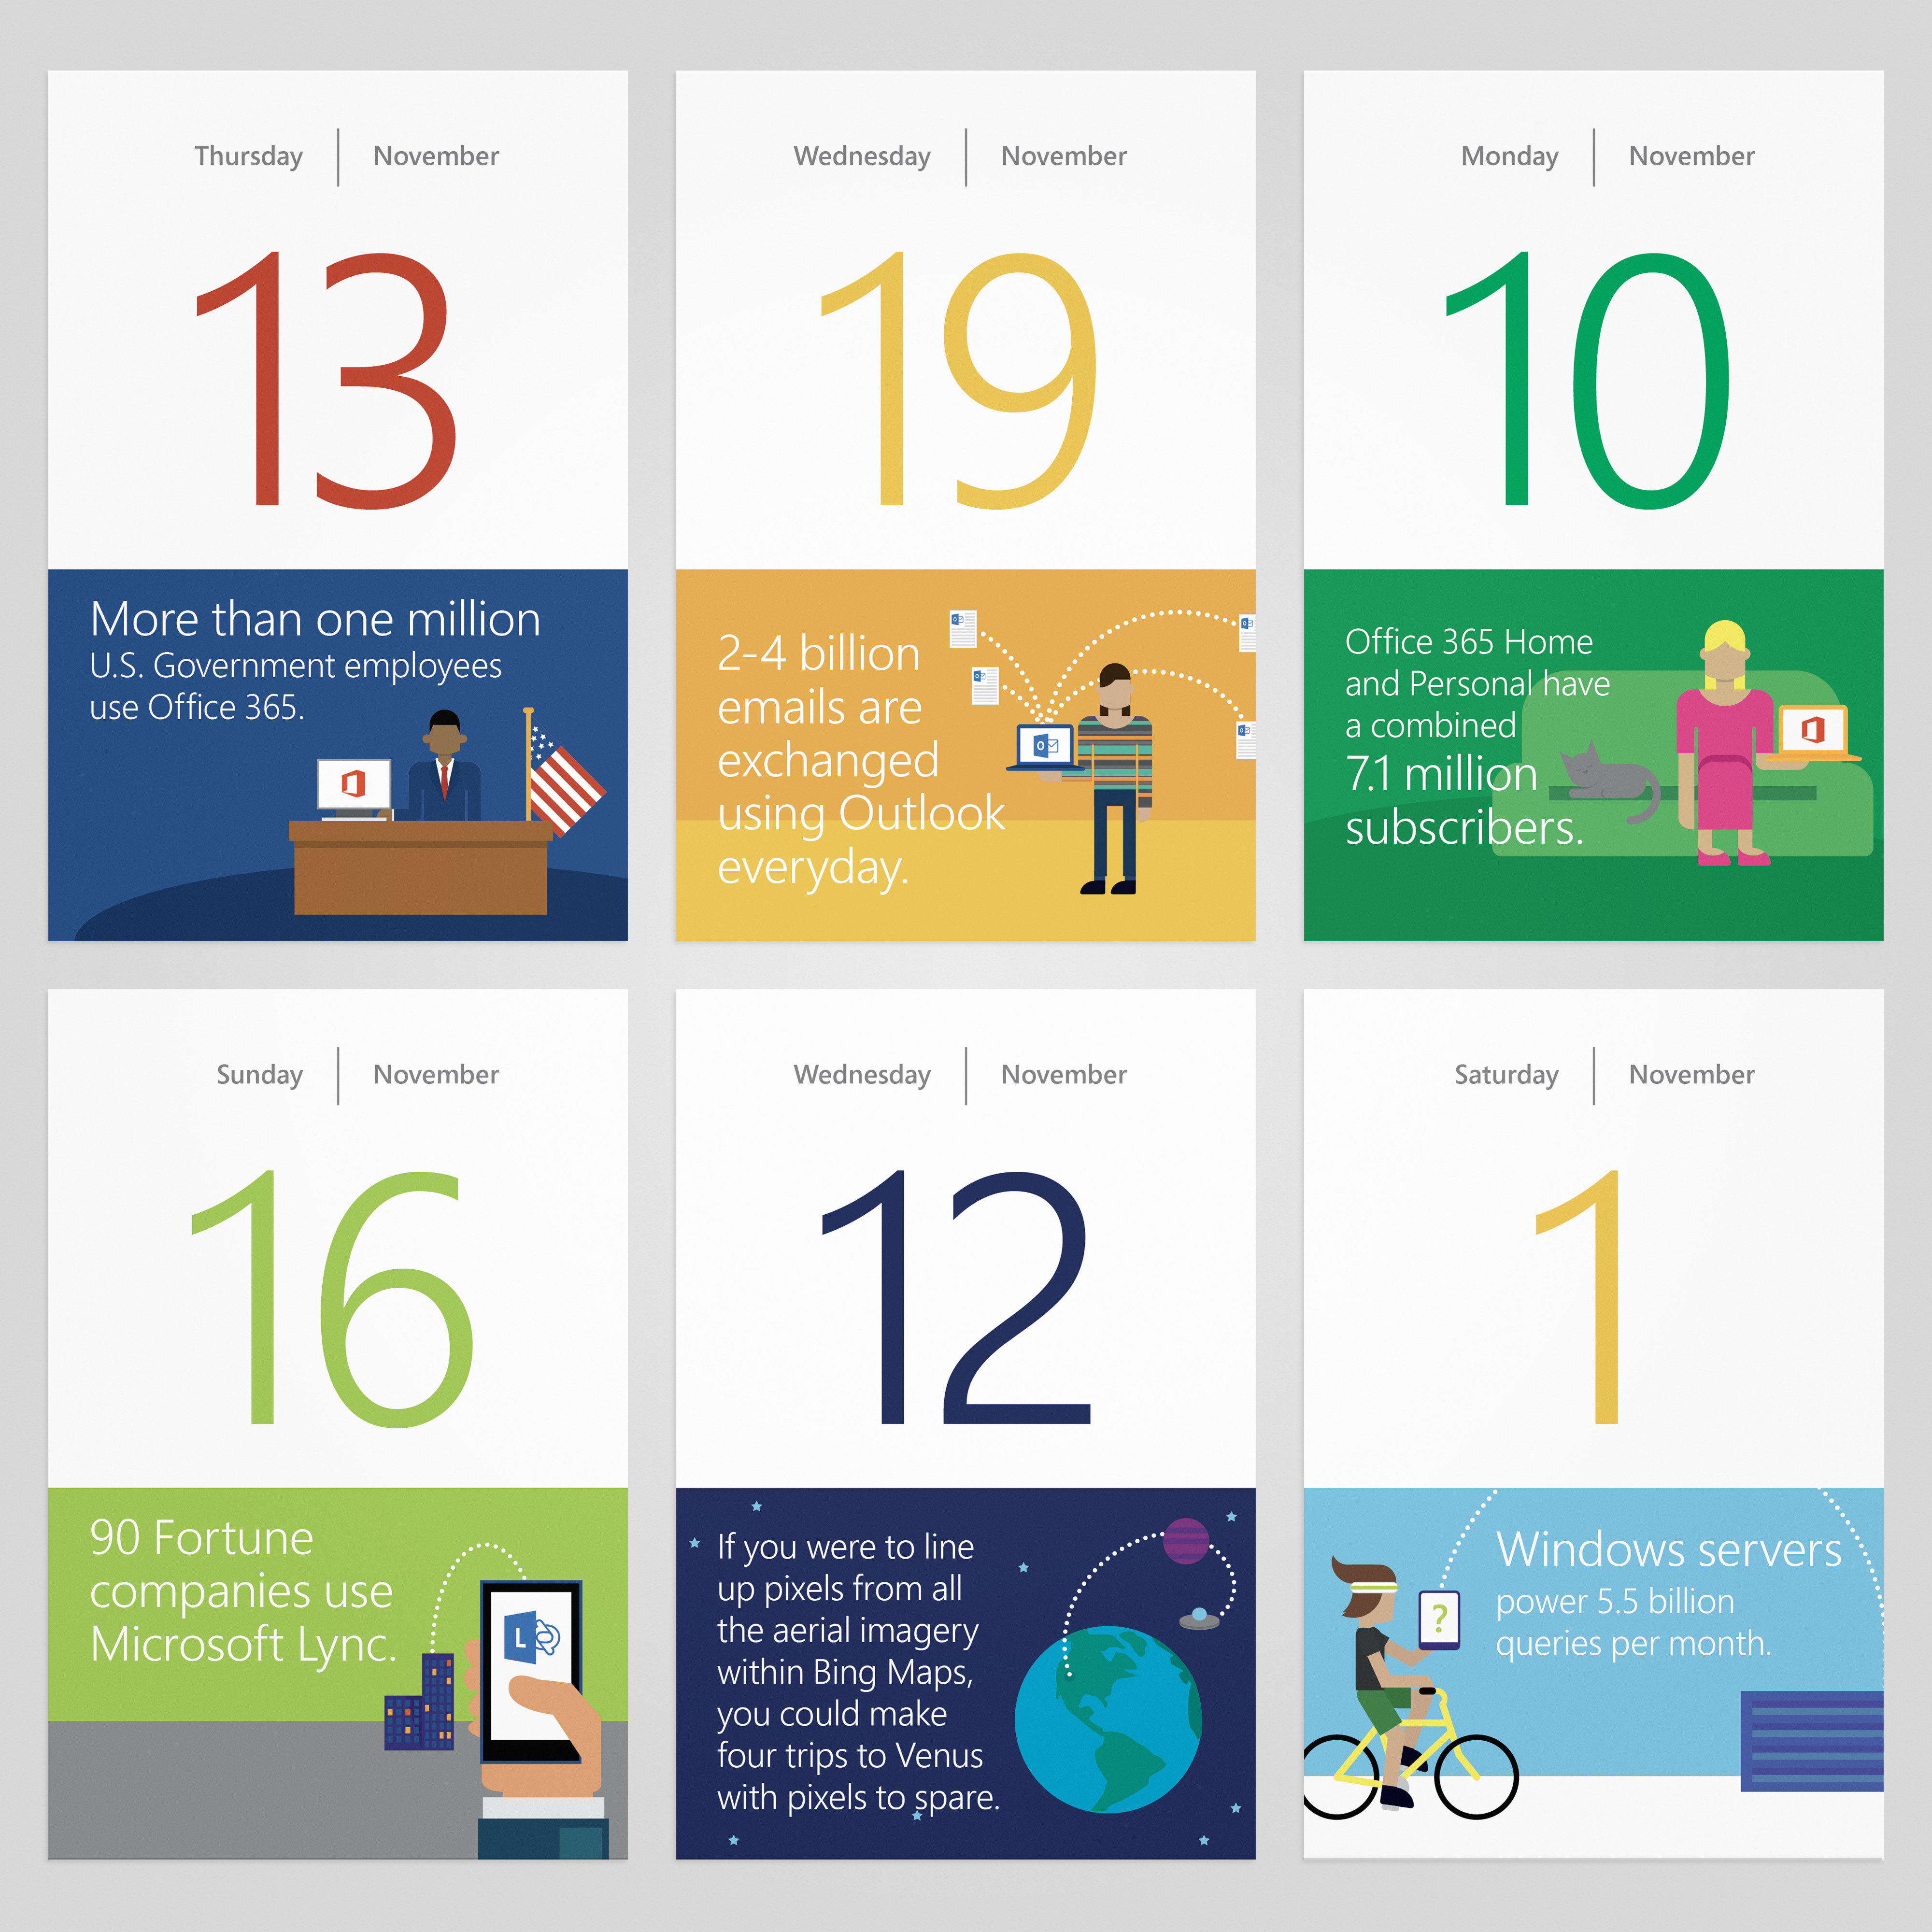 Thursday November
13
More than one million
U.S. Government employees
use Office 365.
Wednesday November
19
2-4 billion
emails are
exchanged
using Outlook
everyday.
Monday November
10
Office 365 Home
and Personal have
a combined
7.1 million
subscribers.
Sunday November
16
90 Fortune
companies use
Microsoft Lync.
L
Wednesday November
12
If you were to line
up pixels from all
the aerial imagery
within Bing Maps,
you could make
four trips to Venus
with pixels to spare.
Saturday November
1
Windows servers
power 5.5 billion
queries per month.
?